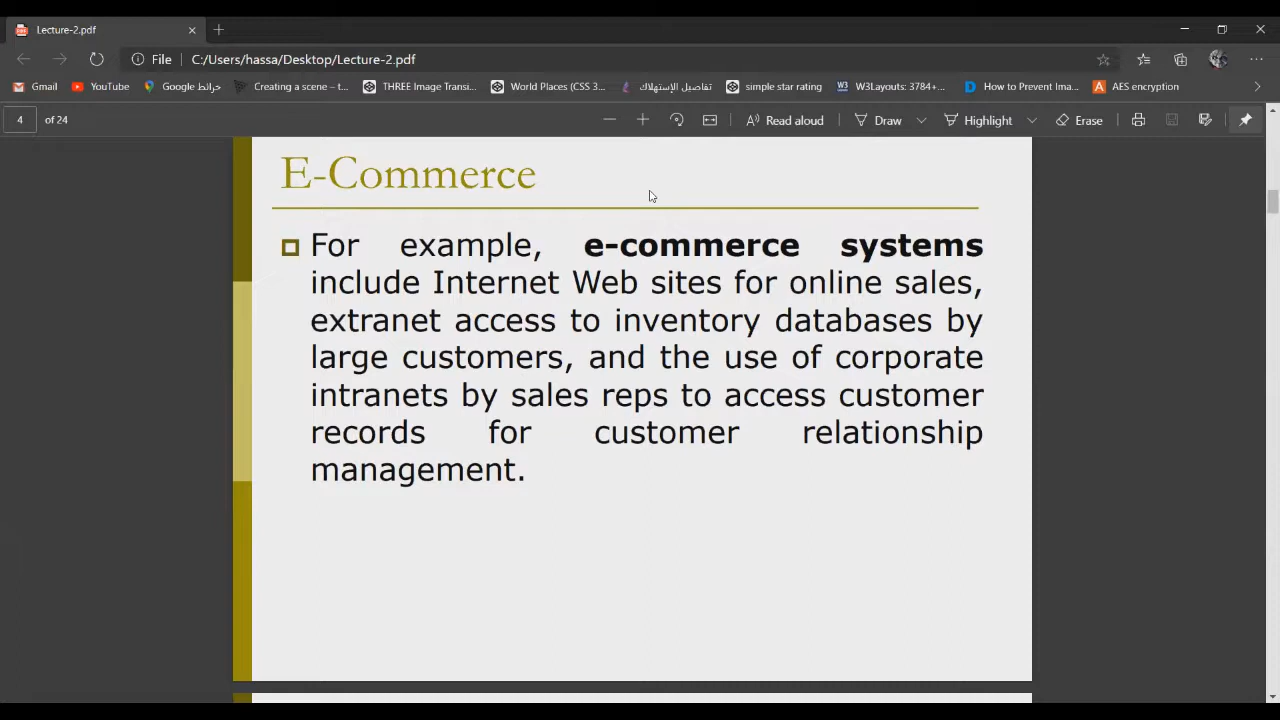 Lecture-2.pdf
File C:/Users/hassa/Desktop/Lecture-2.pdf
Gmail YouTube خرائط Google Creating a scene – t... THREE Image Transi... World Places (CSS 3... تفاصيل الإستهلاك simple star rating W3 W3Layouts: 3784+... How to Prevent Ima... AES encryption
4 of 24 Read aloud Draw Highlight Erase
E-Commerce
For example, e-commerce systems
include Internet Web sites for online sales,
extranet access to inventory databases by
large customers, and the use of corporate
intranets by sales reps to access customer
records for customer relationship
management.